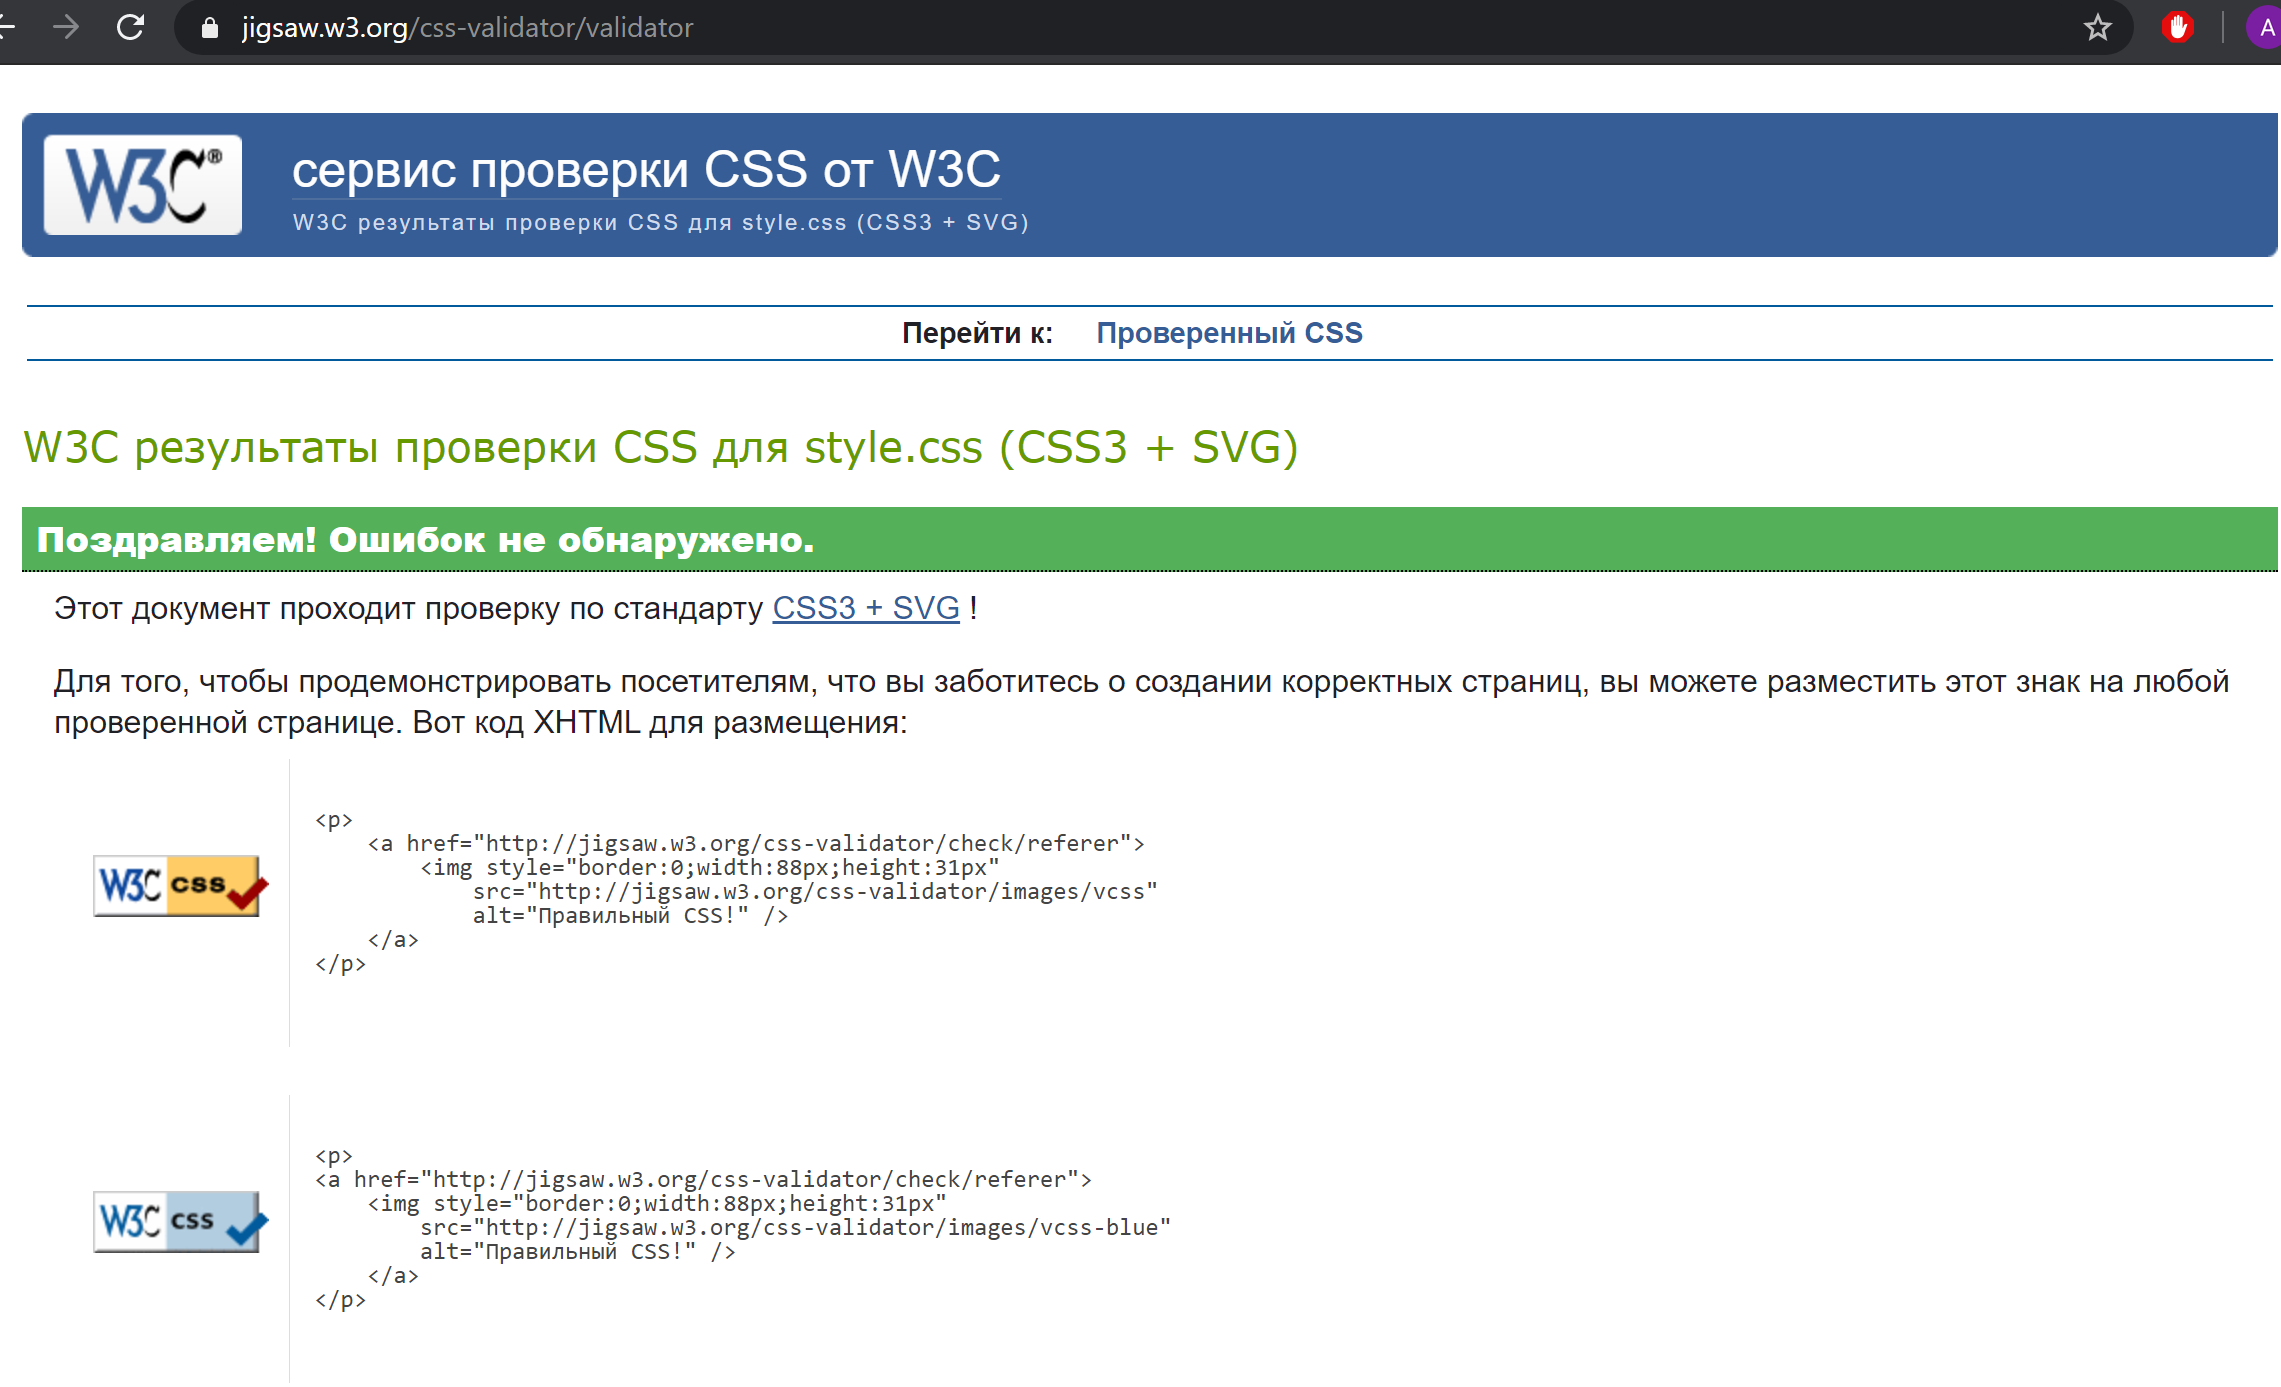 jigsaw.w3.org/css-validator/validator
A
W3C®
сервис проверки CSS от W3C
W3C результаты проверки CSS для style.css (CSS3 + SVG)
Перейти к: Проверенный CSS
W3C результаты проверки CSS для style.css (CSS3 + SVG)
Поздравляем! Ошибок не обнаружено.
Этот документ проходит проверку по стандарту CSS3 + SVG !
Для того, чтобы продемонстрировать посетителям, что вы заботитесь о создании корректных страниц, вы можете разместить этот знак на любой
проверенной странице. Вот код XHTML для размещения:
W3C css
<p>
<a href="http://jigsaw.w3.org/css-validator/check/referer">
<img style="border:0;width:88px;height:31px"
src="http://jigsaw.w3.org/css-validator/images/vcss"
alt="Правильный CSS!" />
</a>
</p>
W3C css
<p>
<a href="http://jigsaw.w3.org/css-validator/check/referer">
<img style="border:0;width:88px;height:31px"
src="http://jigsaw.w3.org/css-validator/images/vcss-blue"
alt="Правильный CSS!" />
</a>
</p>